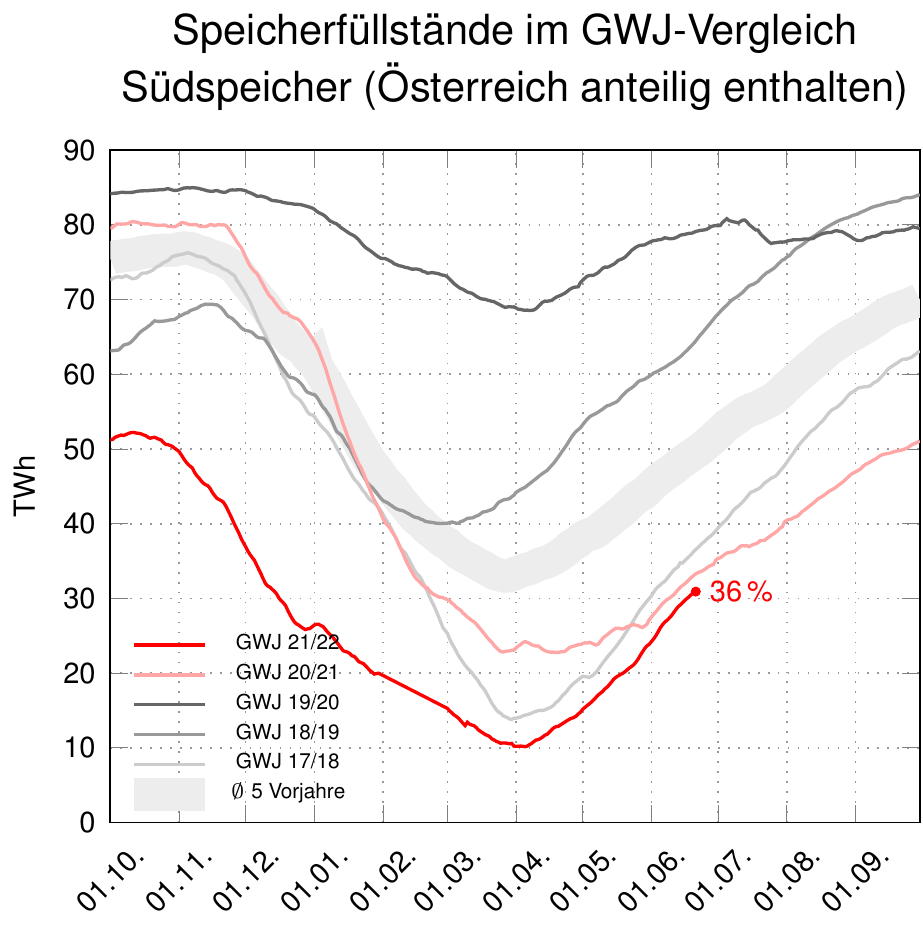 Speicherfüllstände im GWJ-Vergleich
Südspeicher (Österreich anteilig enthalten)
90
80
70
60
50
40
30
20
10
0
TWh
36 %
GWJ 21/22
GWJ 20/21
GWJ 19/20
GWJ 18/19
GWJ 17/18
Ø 5 Vorjahre
01.10.
01.11.
01.12.
01.01.
01.02.
01.03.
01.04.
01.05.
01.06.
01.07.
01.08.
01.09.